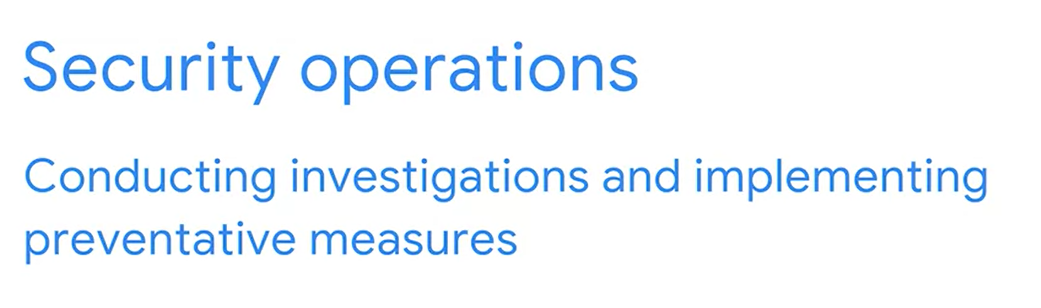 Security operations
Conducting investigations and implementing
preventative measures